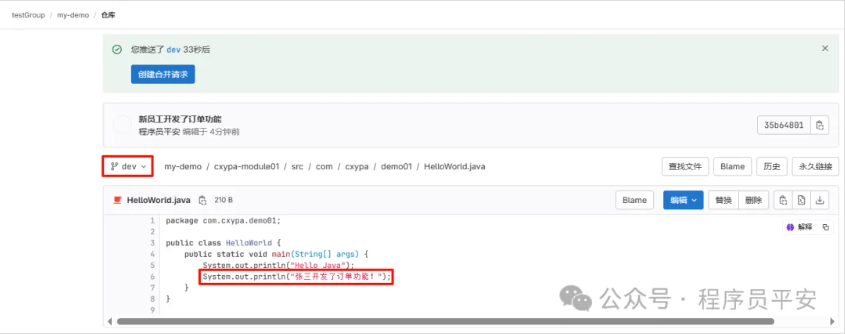 testGroup / my-demo / 仓库
您推送了 dev 33秒后
创建合并请求
新员工开发了订单功能
程序员平安 编辑于 4分钟前
35b64801
dev my-demo / cxypa-module01 / src / com / cxypa / demo01 / HelloWorld.java 查找文件 Blame 历史 永久链接
HelloWorld.java 210 B Blame 编辑 替换 删除
1 package com.cxypa.demo01;
解释
2
3 public class HelloWorld {
4 public static void main(String[] args) {
5 System.out.println("Hello Java");
6 System.out.println("张三开发了订单功能！");
7 }
8 }
9
公众号 · 程序员平安